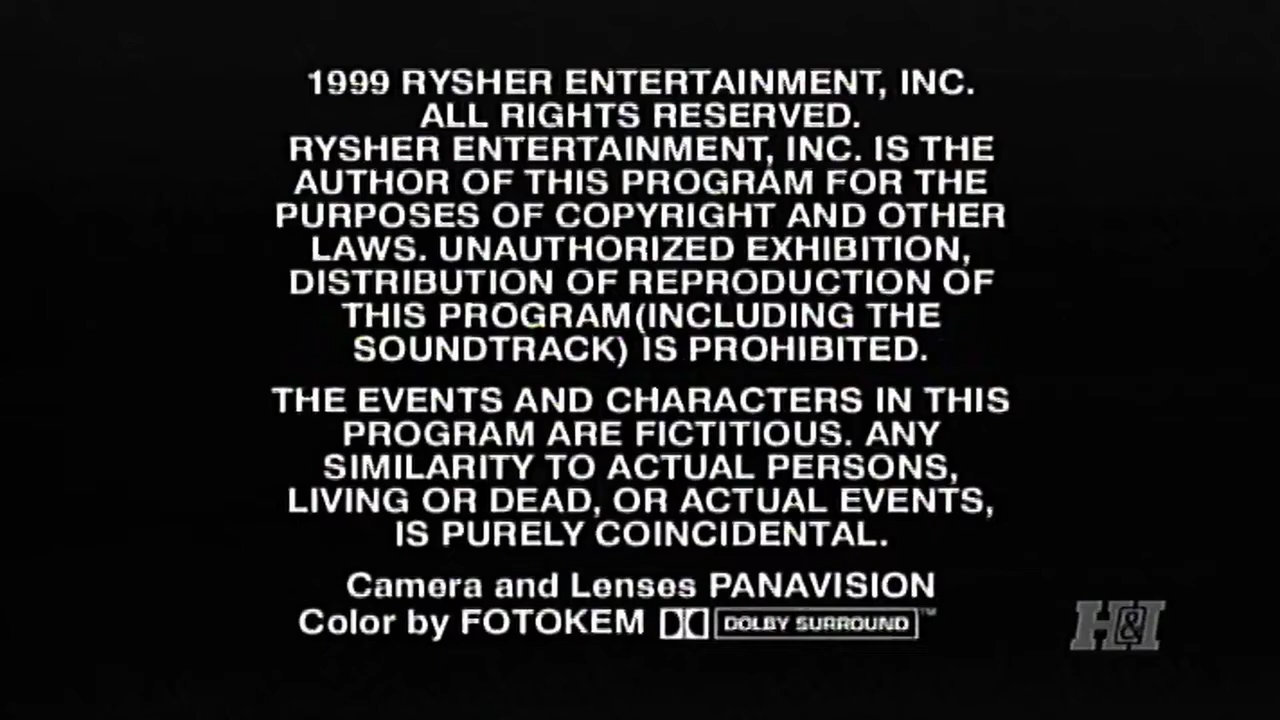 1999 RYSHER ENTERTAINMENT, INC.
ALL RIGHTS RESERVED.
RYSHER ENTERTAINMENT, INC. IS THE
AUTHOR OF THIS PROGRAM FOR THE
PURPOSES OF COPYRIGHT AND OTHER
LAWS. UNAUTHORIZED EXHIBITION,
DISTRIBUTION OF REPRODUCTION OF
THIS PROGRAM(INCLUDING THE
SOUNDTRACK) IS PROHIBITED.
THE EVENTS AND CHARACTERS IN THIS
PROGRAM ARE FICTITIOUS. ANY
SIMILARITY TO ACTUAL PERSONS,
LIVING OR DEAD, OR ACTUAL EVENTS,
IS PURELY COINCIDENTAL.
Camera and Lenses PANAVISION
Color by FOTOKEM DOLBY SURROUND™
H&I